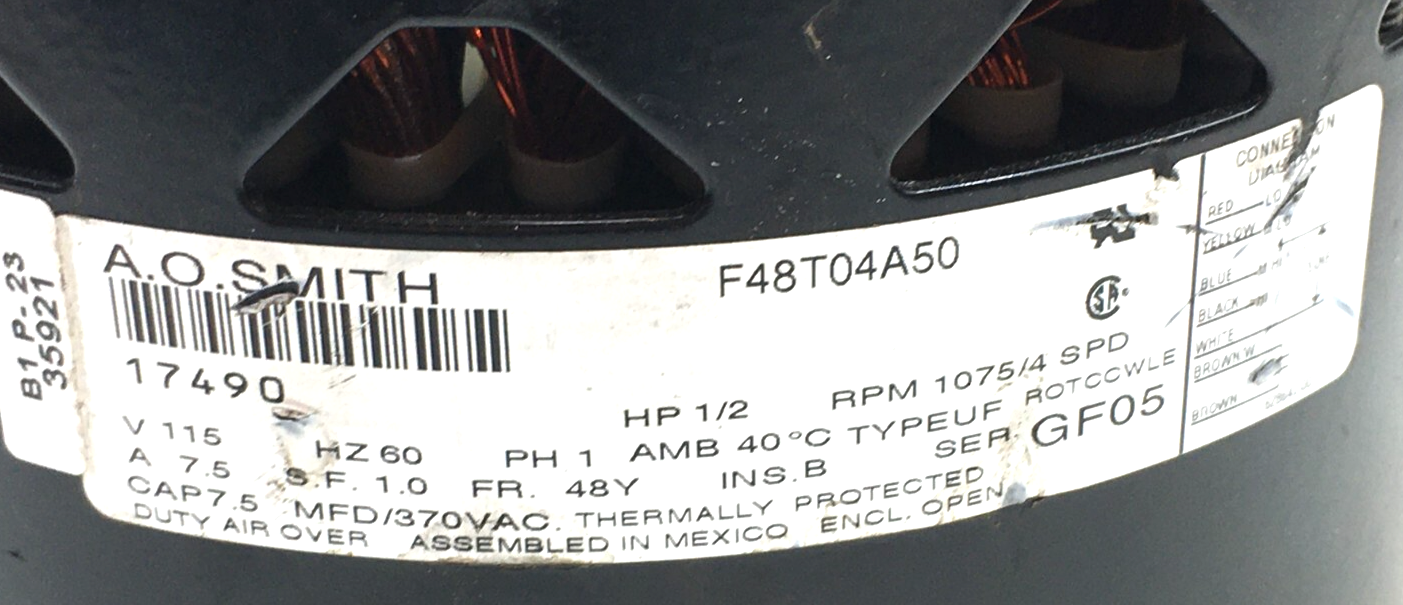 B1 P-23
35921
A.O.SMITH
F48T04A50
17490
HP 1/2 RPM 1075/4 SPD
V 115 HZ 60 PH 1 AMB 40°C TYPEUF ROTCCWLE
A 7.5 S.F. 1.0 FR. 48Y INS.B SER GF05
CAP7.5 MFD/370VAC. THERMALLY PROTECTED
DUTY AIR OVER ASSEMBLED IN MEXICO ENCL. OPEN
CONNECTION
DIAGRAM
RED LO
YELLOW
BLUE
BLACK
WHITE
BROWN/W
BROWN